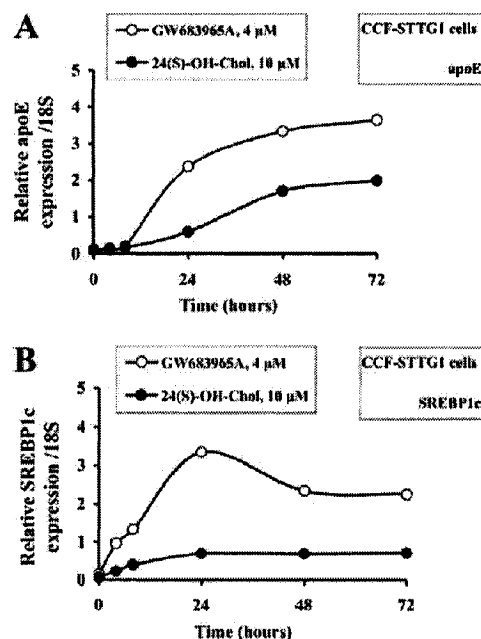 A
GW683965A, 4 µM
24(S)-OH-Chol, 10 µM
CCF-STTG1 cells
apoE
Relative apoE
expression /18S
5
4
3
2
1
0
0 24 48 72
Time (hours)
B
GW683965A, 4 µM
24(S)-OH-Chol, 10 µM
CCF-STTG1 cells
SREBP1c
Relative SREBP1c
expression /18S
5
4
3
2
1
0
0 24 48 72
Time (hours)